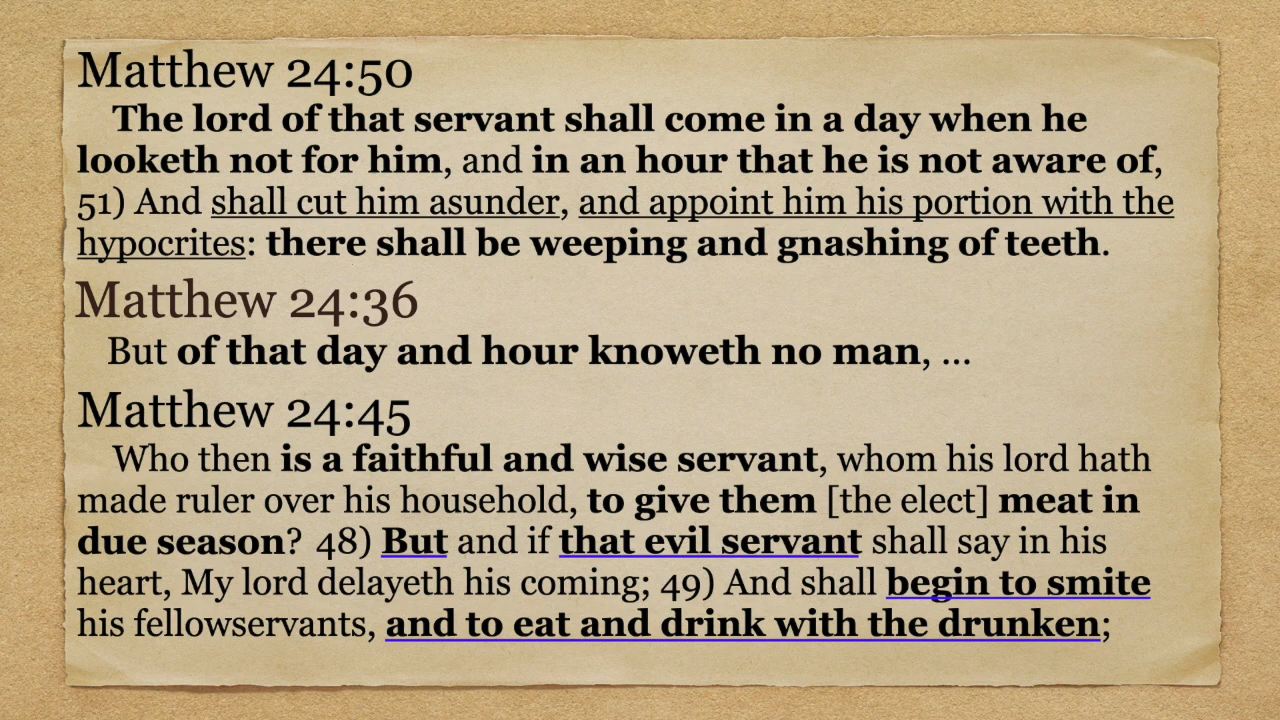 Matthew 24:50
The lord of that servant shall come in a day when he
looketh not for him, and in an hour that he is not aware of,
51) And shall cut him asunder, and appoint him his portion with the
hypocrites: there shall be weeping and gnashing of teeth.
Matthew 24:36
But of that day and hour knoweth no man, ...
Matthew 24:45
Who then is a faithful and wise servant, whom his lord hath
made ruler over his household, to give them [the elect] meat in
due season? 48) But and if that evil servant shall say in his
heart, My lord delayeth his coming; 49) And shall begin to smite
his fellowservants, and to eat and drink with the drunken;